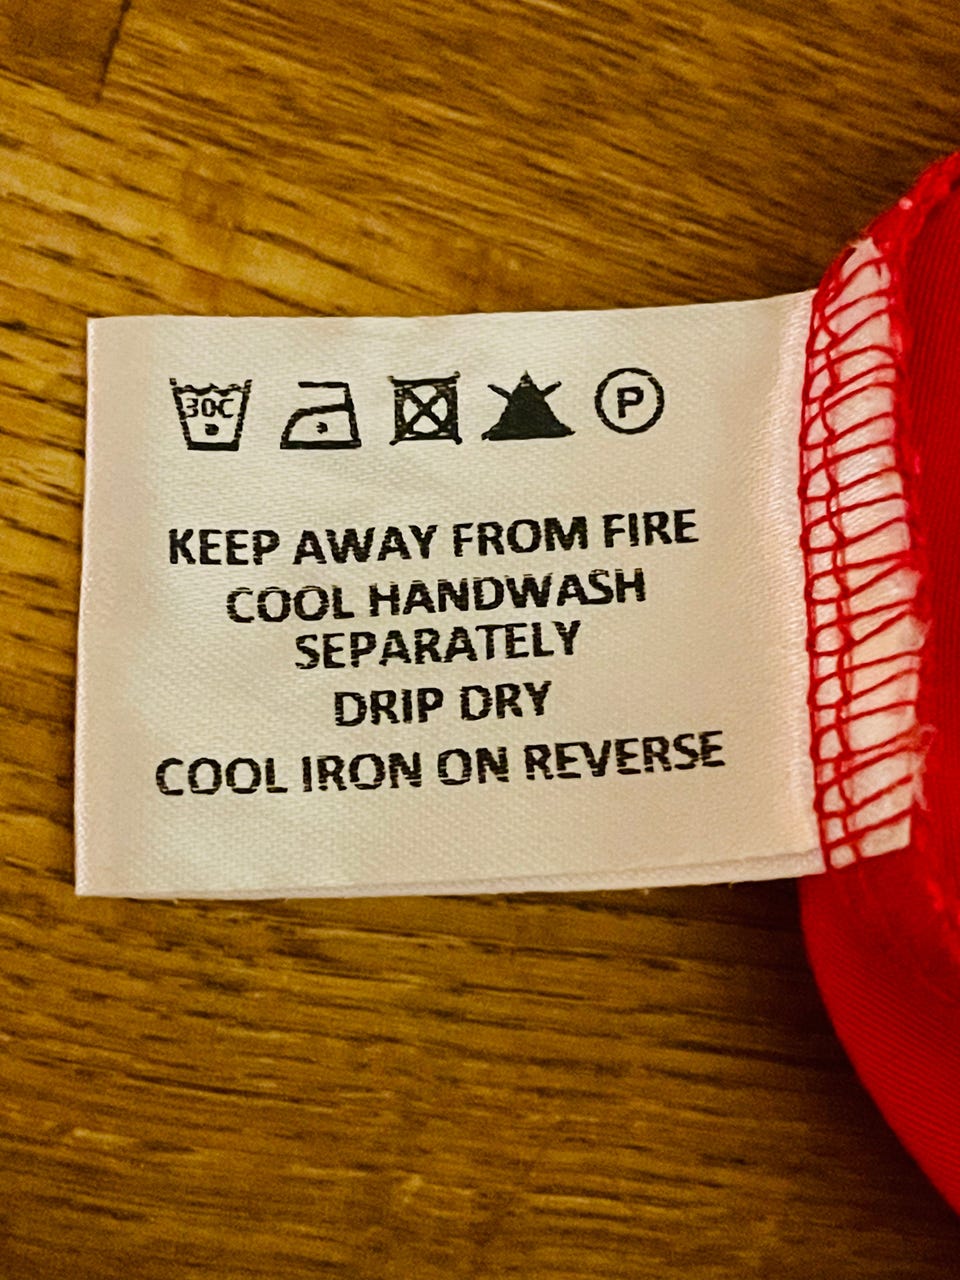 30C
P
KEEP AWAY FROM FIRE
COOL HANDWASH
SEPARATELY
DRIP DRY
COOL IRON ON REVERSE